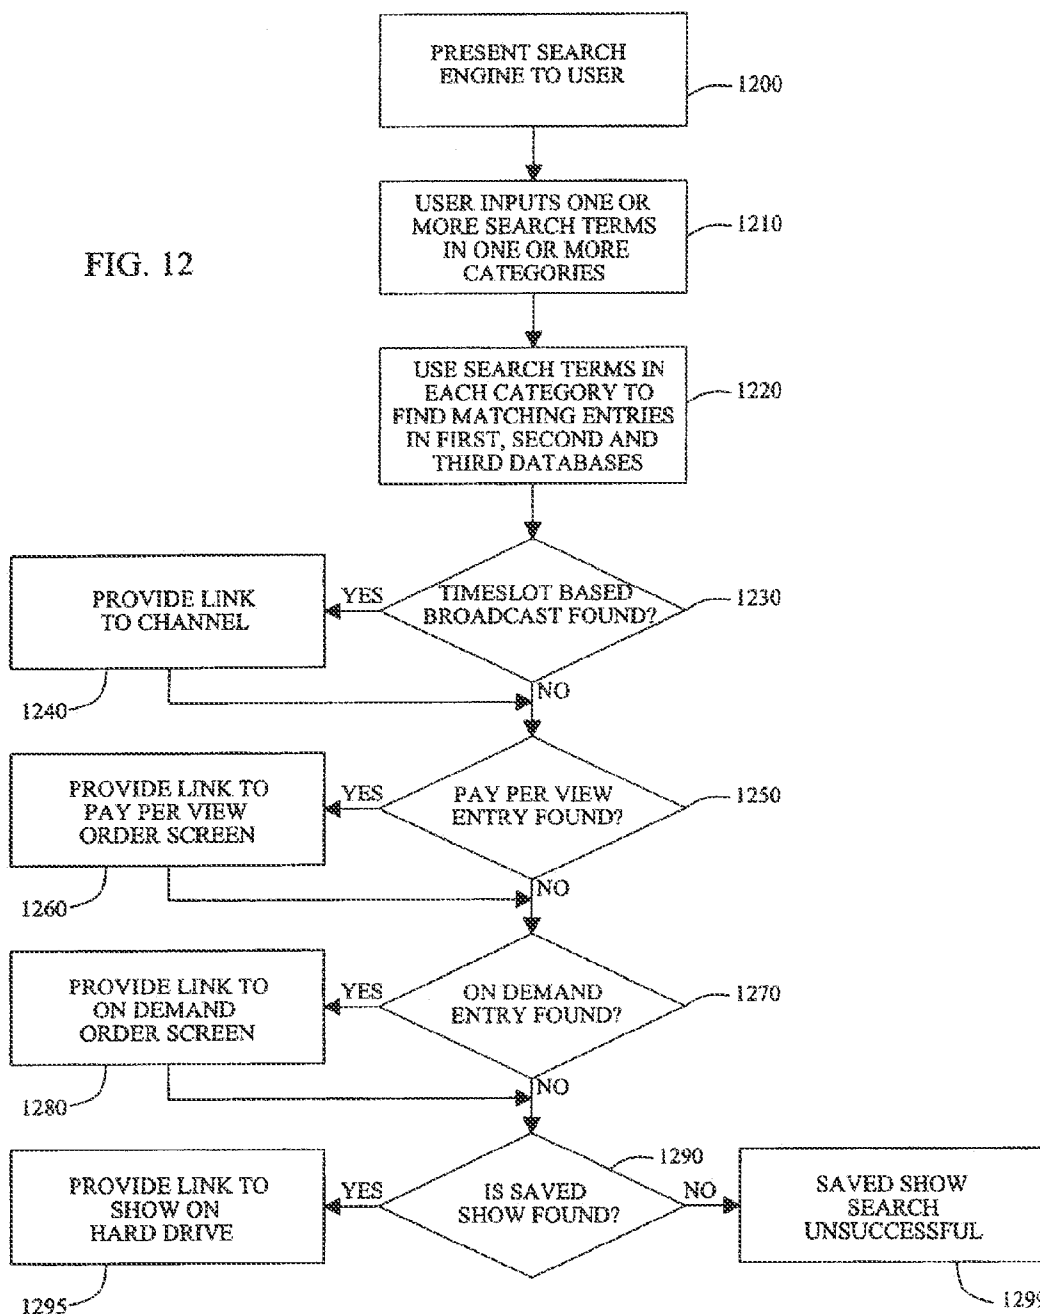 PRESENT SEARCH
ENGINE TO USER
1200
USER INPUTS ONE OR
MORE SEARCH TERMS
IN ONE OR MORE
CATEGORIES
1210
FIG. 12
USE SEARCH TERMS IN
EACH CATEGORY TO
FIND MATCHING ENTRIES
IN FIRST, SECOND AND
THIRD DATABASES
1220
PROVIDE LINK
TO CHANNEL
1240
YES
TIMESLOT BASED
BROADCAST FOUND?
1230
NO
PROVIDE LINK TO
PAY PER VIEW
ORDER SCREEN
1260
YES
PAY PER VIEW
ENTRY FOUND?
1250
NO
PROVIDE LINK TO
ON DEMAND
ORDER SCREEN
1280
YES
ON DEMAND
ENTRY FOUND?
1270
NO
PROVIDE LINK TO
SHOW ON
HARD DRIVE
1295
YES
IS SAVED
SHOW FOUND?
1290
NO
SAVED SHOW
SEARCH
UNSUCCESSFUL
1299